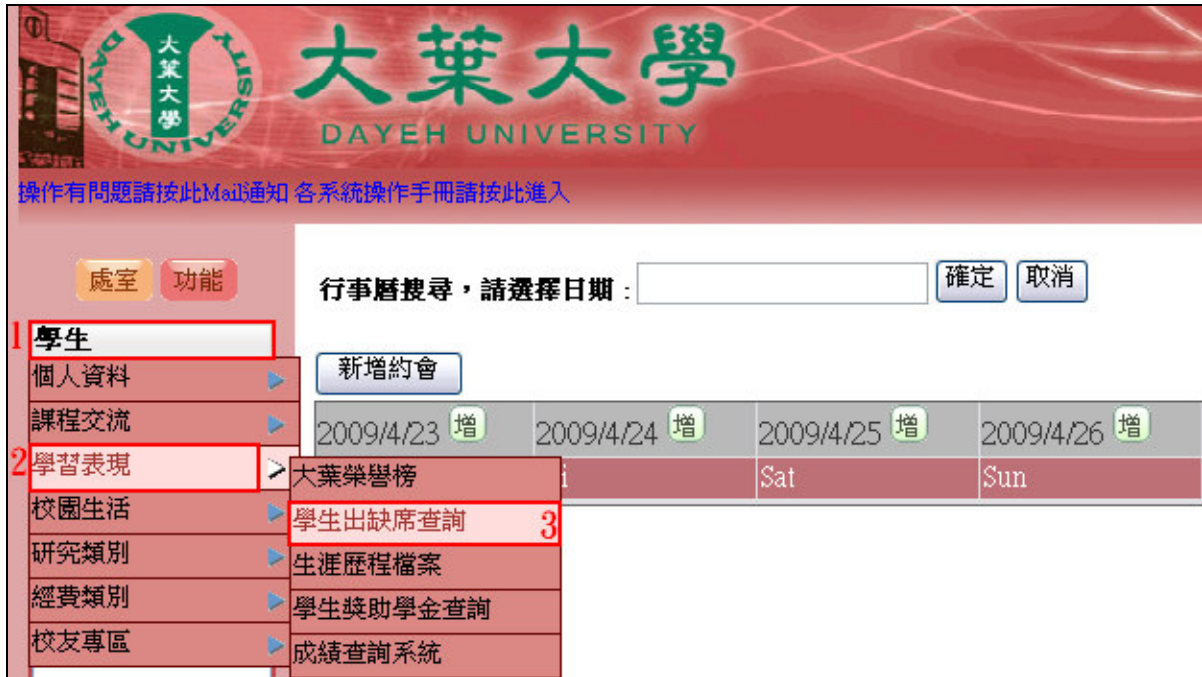 大葉大學
DAYEH UNIVERSITY
大葉大學
DAYEH UNIVERSITY
操作有問題請按此Mail通知 各系統操作手冊請按此進入
處室 功能
行事曆搜尋，請選擇日期 : 確定 取消
1 學生
新增約會
個人資料
課程交流
2009/4/23 增 2009/4/24 增 2009/4/25 增 2009/4/26 增
2 學習表現 >
大葉榮譽榜
Sat Sun
校園生活
學生出缺席查詢 3
研究類別
生涯歷程檔案
經費類別
學生獎助學金查詢
校友專區
成績查詢系統